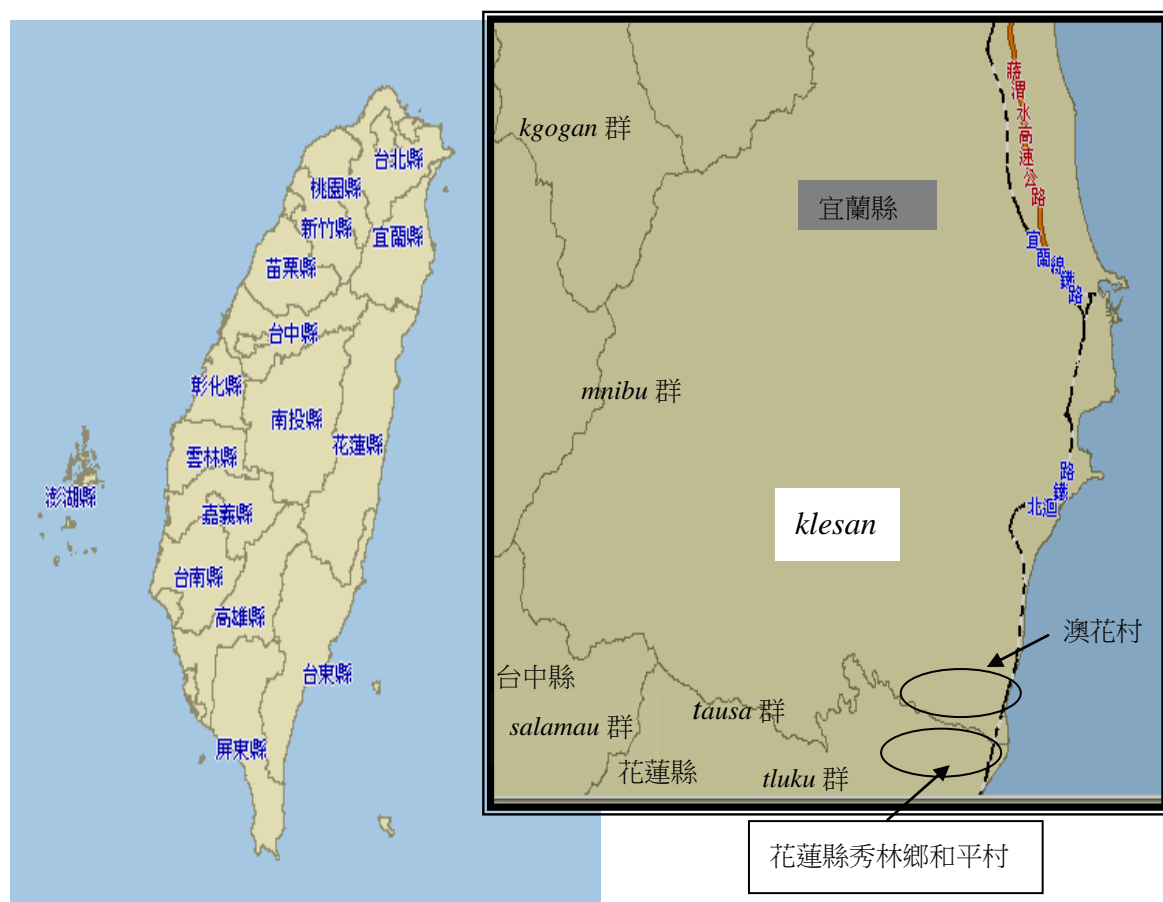 台北縣
桃園縣
新竹縣
宜蘭縣
苗栗縣
台中縣
彰化縣
南投縣
花蓮縣
雲林縣
澎湖縣
嘉義縣
台南縣
高雄縣
台東縣
屏東縣
kgogan 群
蔣渭水高速公路
宜蘭縣
宜蘭線鐵路
mnibu 群
北迴鐵路
klesan
澳花村
台中縣
tausa 群
salamau 群
花蓮縣
tluku 群
花蓮縣秀林鄉和平村